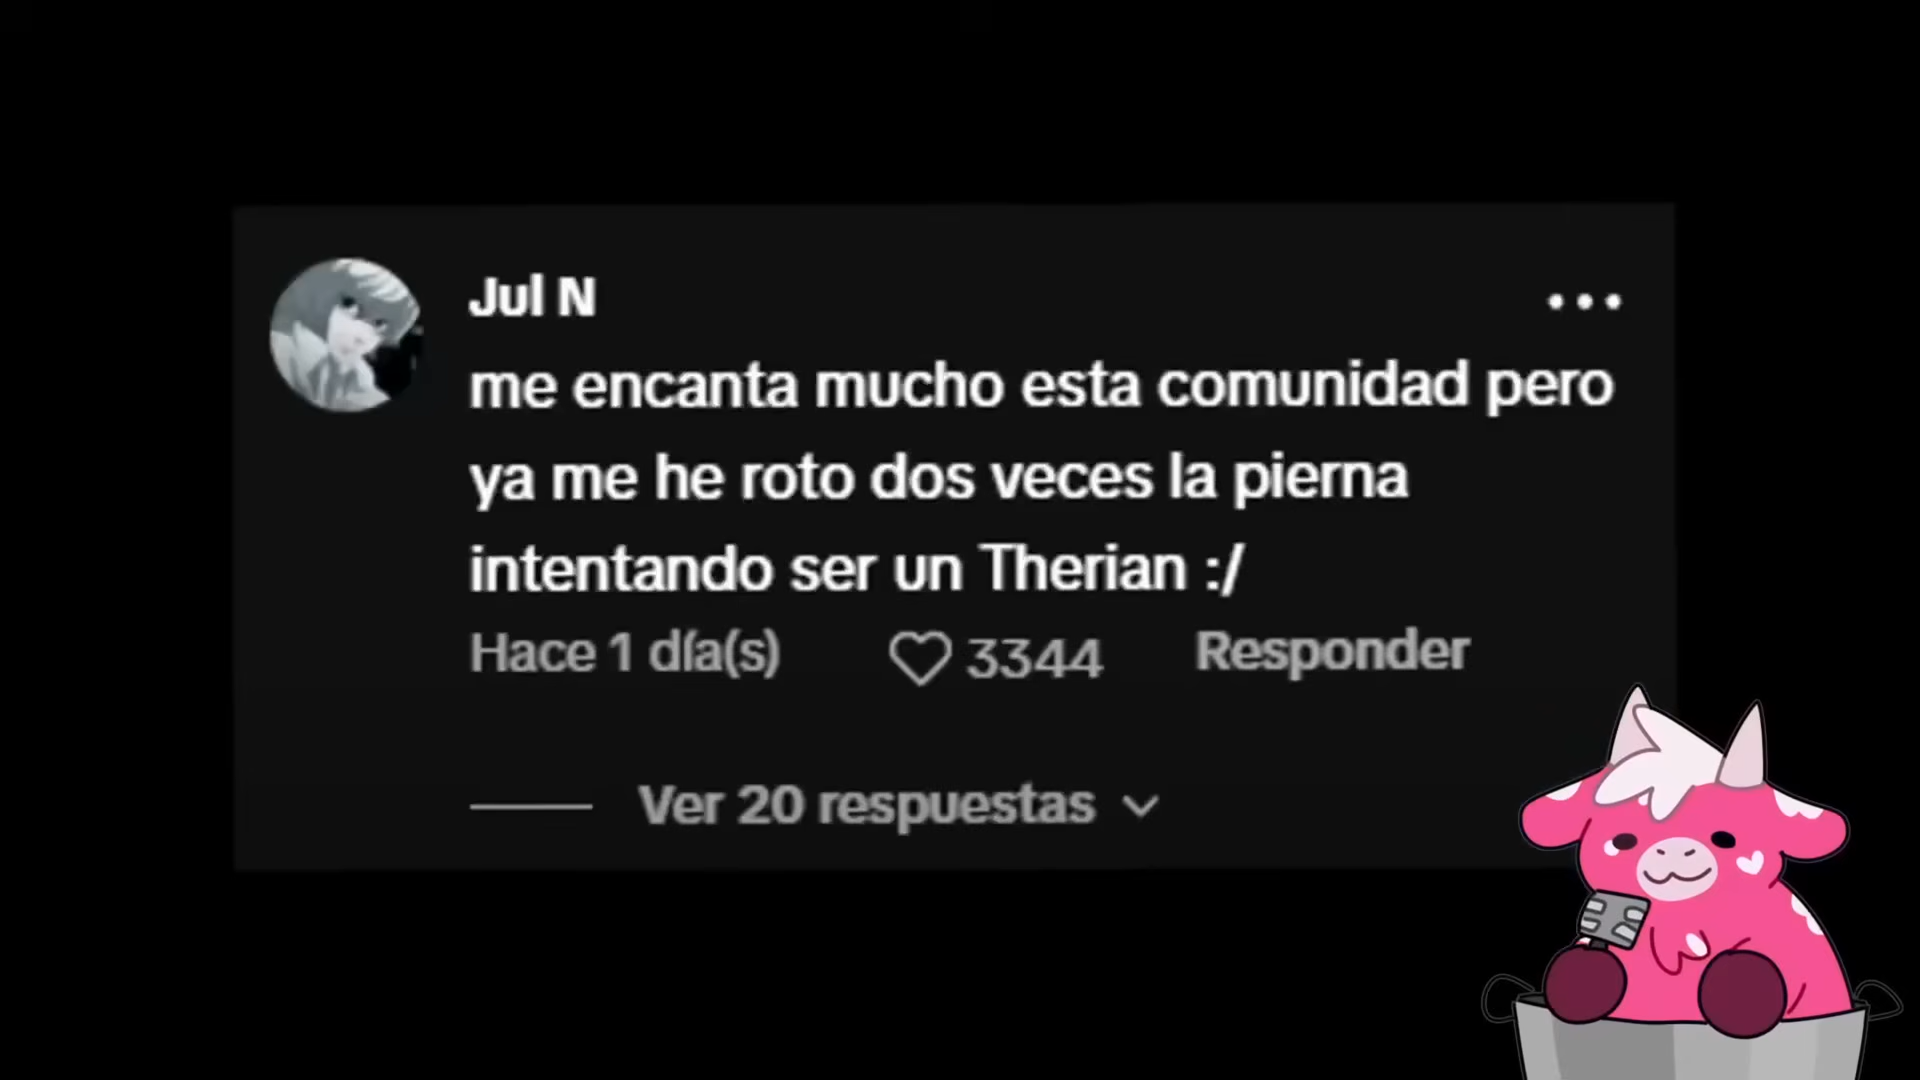 Jul N
me encanta mucho esta comunidad pero
ya me he roto dos veces la pierna
intentando ser un Therian :/
Hace 1 día(s) 3344 Responder
Ver 20 respuestas